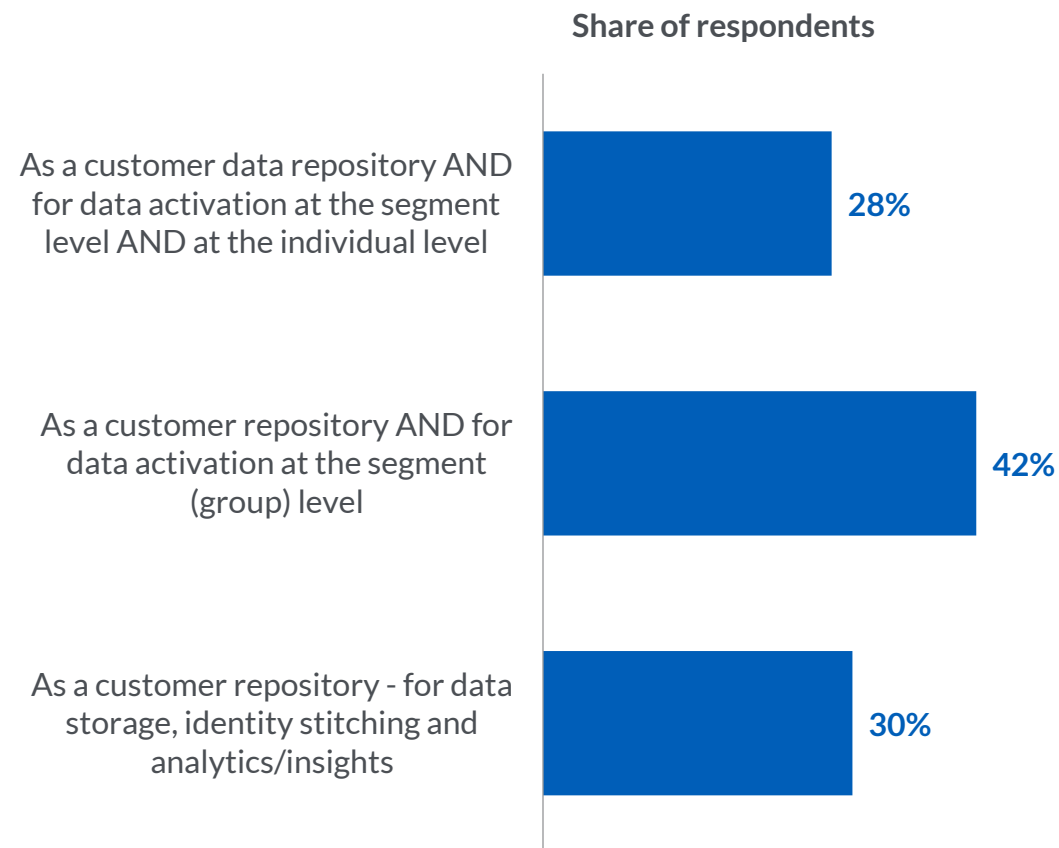 Share of respondents
As a customer data repository AND
for data activation at the segment
level AND at the individual level
28%
As a customer repository AND for
data activation at the segment
(group) level
42%
As a customer repository - for data
storage, identity stitching and
analytics/insights
30%